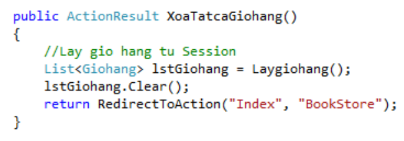 public ActionResult XoaTatcaGiohang()
{
    //Lay gio hang tu Session
    List<Giohang> lstGiohang = Laygiohang();
    lstGiohang.Clear();
    return RedirectToAction("Index", "BookStore");
}